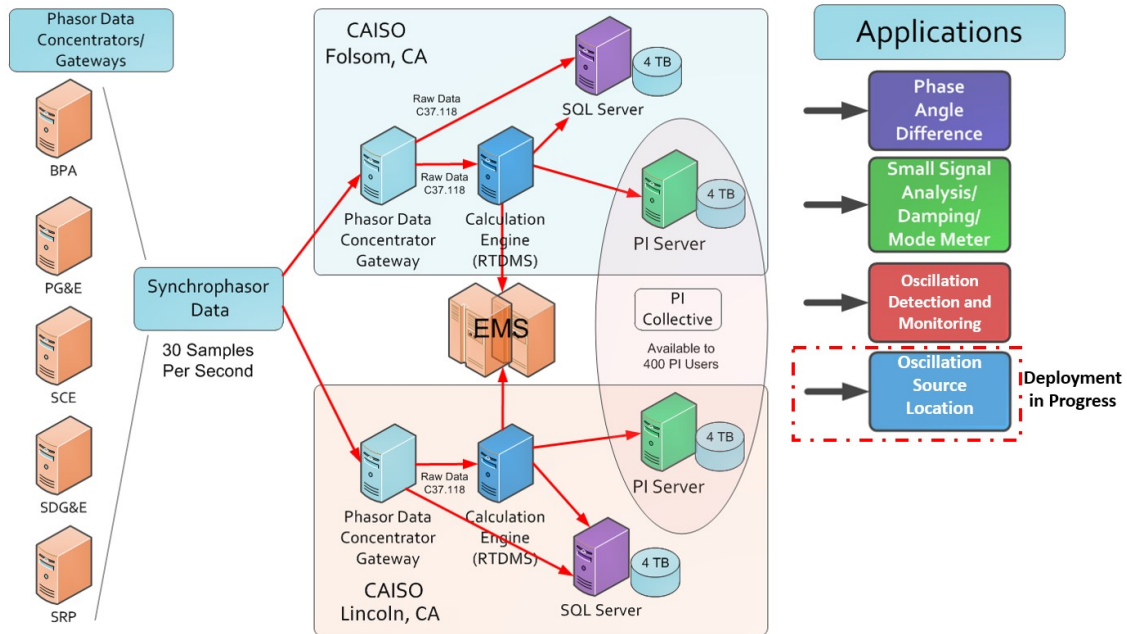 Phasor Data
Concentrators/
Gateways
BPA
PG&E
SCE
SDG&E
SRP
Synchrophasor
Data
30 Samples
Per Second
CAISO
Folsom, CA
Raw Data
C37.118
Raw Data
C37.118
Phasor Data
Concentrator
Gateway
Calculation
Engine
(RTDMS)
4 TB
SQL Server
4 TB
PI Server
EMS
PI
Collective
Available to
400 PI Users
4 TB
PI Server
Raw Data
C37.118
Phasor Data
Concentrator
Gateway
Calculation
Engine
(RTDMS)
4 TB
SQL Server
CAISO
Lincoln, CA
Applications
Phase
Angle
Difference
Small Signal
Analysis/
Damping/
Mode Meter
Oscillation
Detection and
Monitoring
Oscillation
Source
Location
Deployment
in Progress